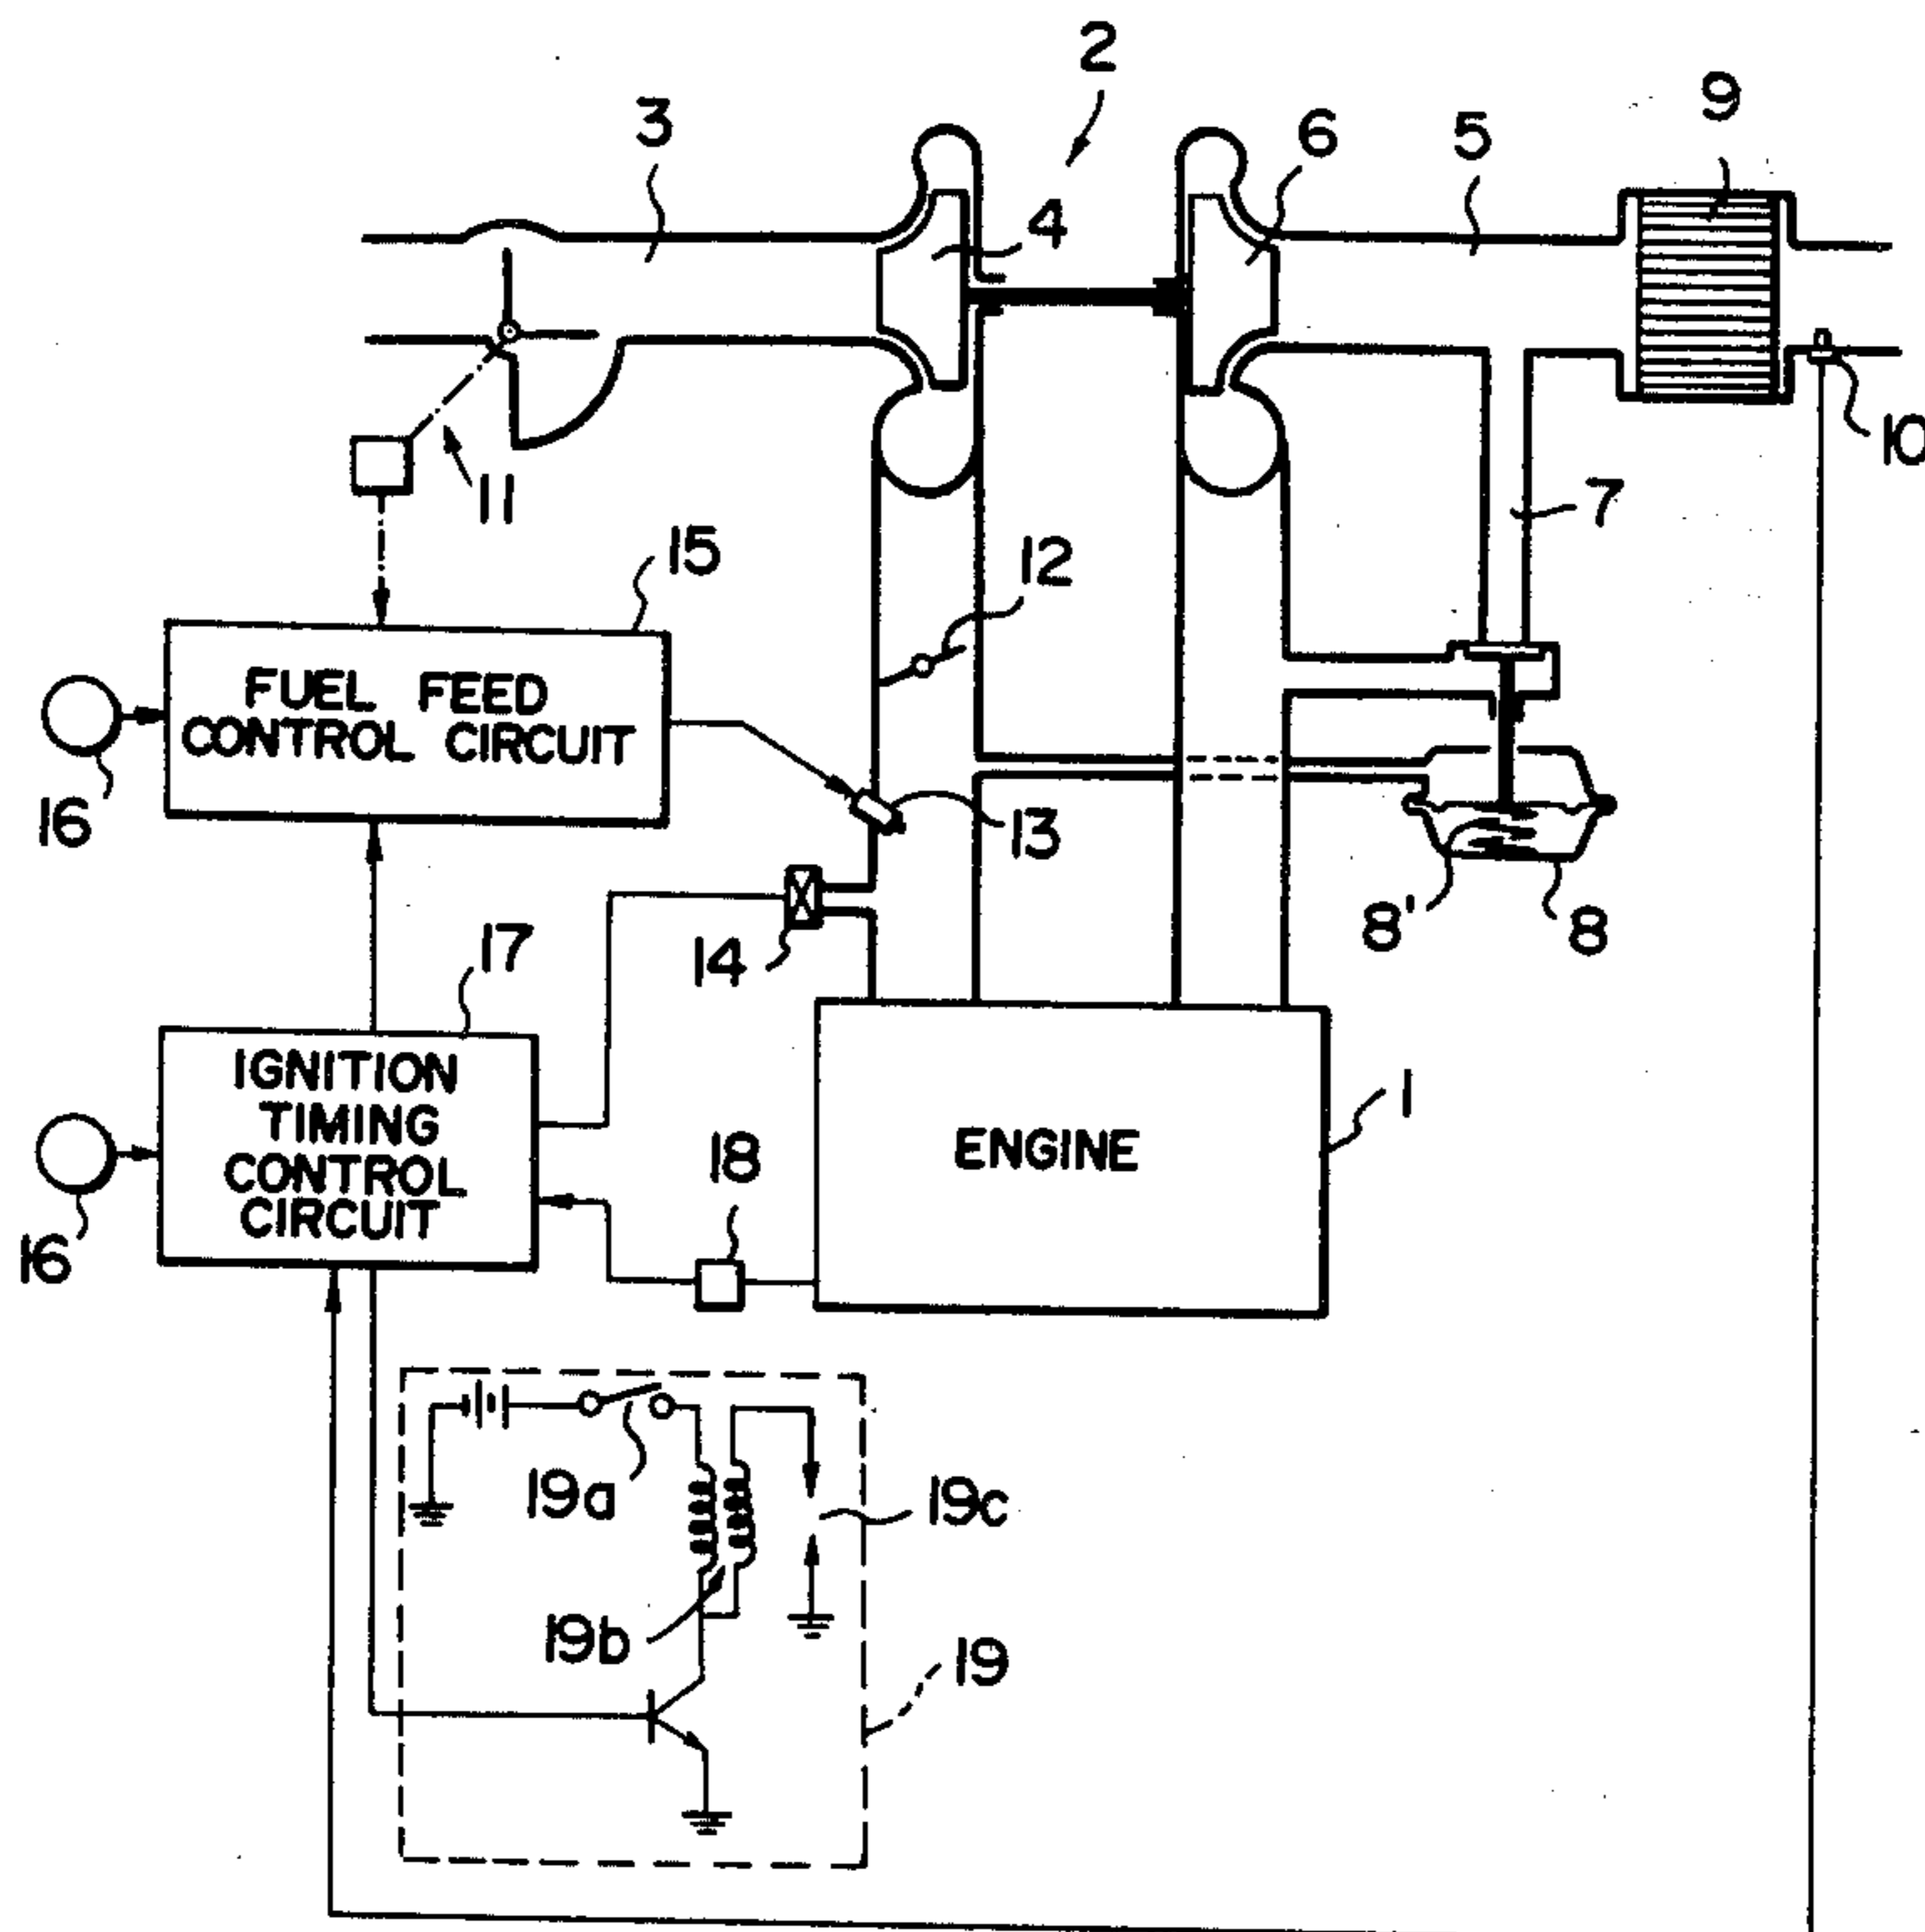 2
3
6
5
9
4
10
11
7
15
12
FUEL FEED
CONTROL CIRCUIT
16
13
8'
8
14
17
IGNITION
TIMING
CONTROL
CIRCUIT
16
18
ENGINE
1
19a
19c
19b
19